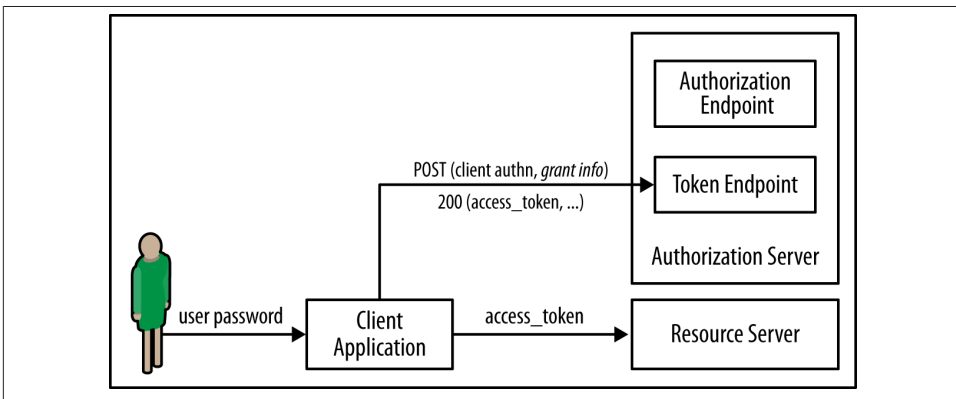 Authorization
Endpoint
POST (client authn, grant info)
Token Endpoint
200 (access_token, ...)
Authorization Server
user password
Client
Application
access_token
Resource Server